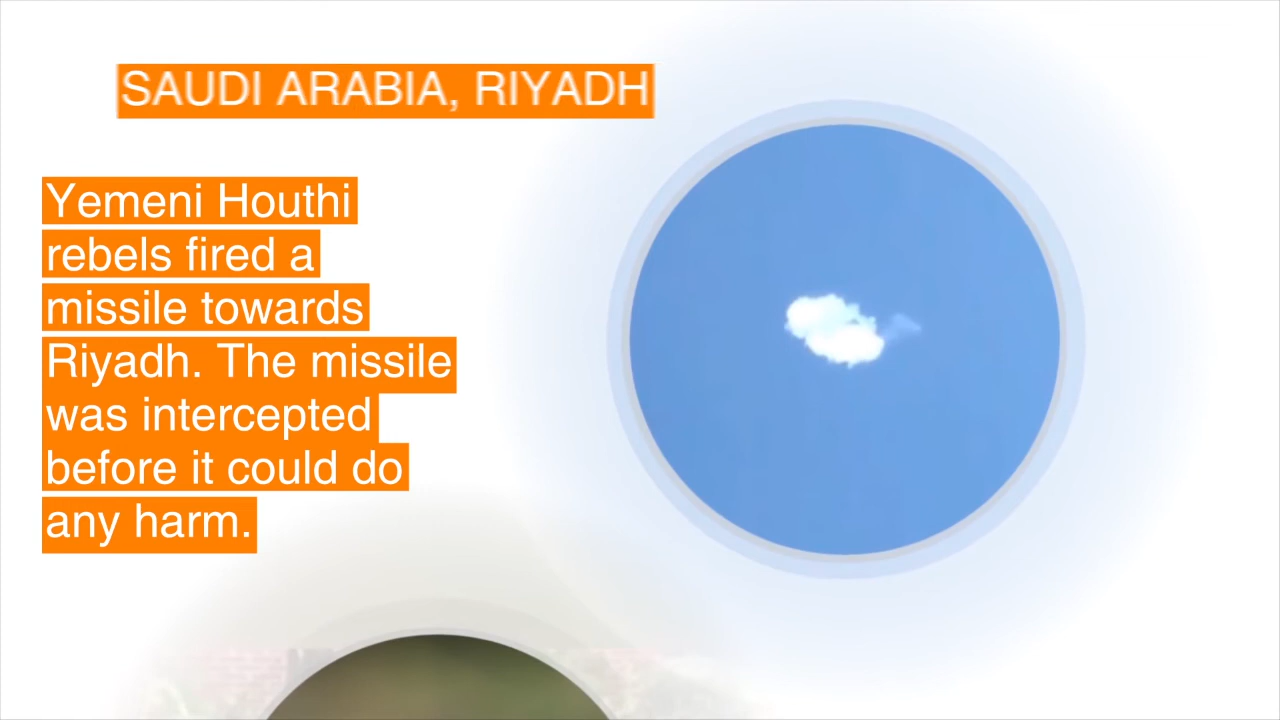 SAUDI ARABIA, RIYADH
Yemeni Houthi
rebels fired a
missile towards
Riyadh. The missile
was intercepted
before it could do
any harm.